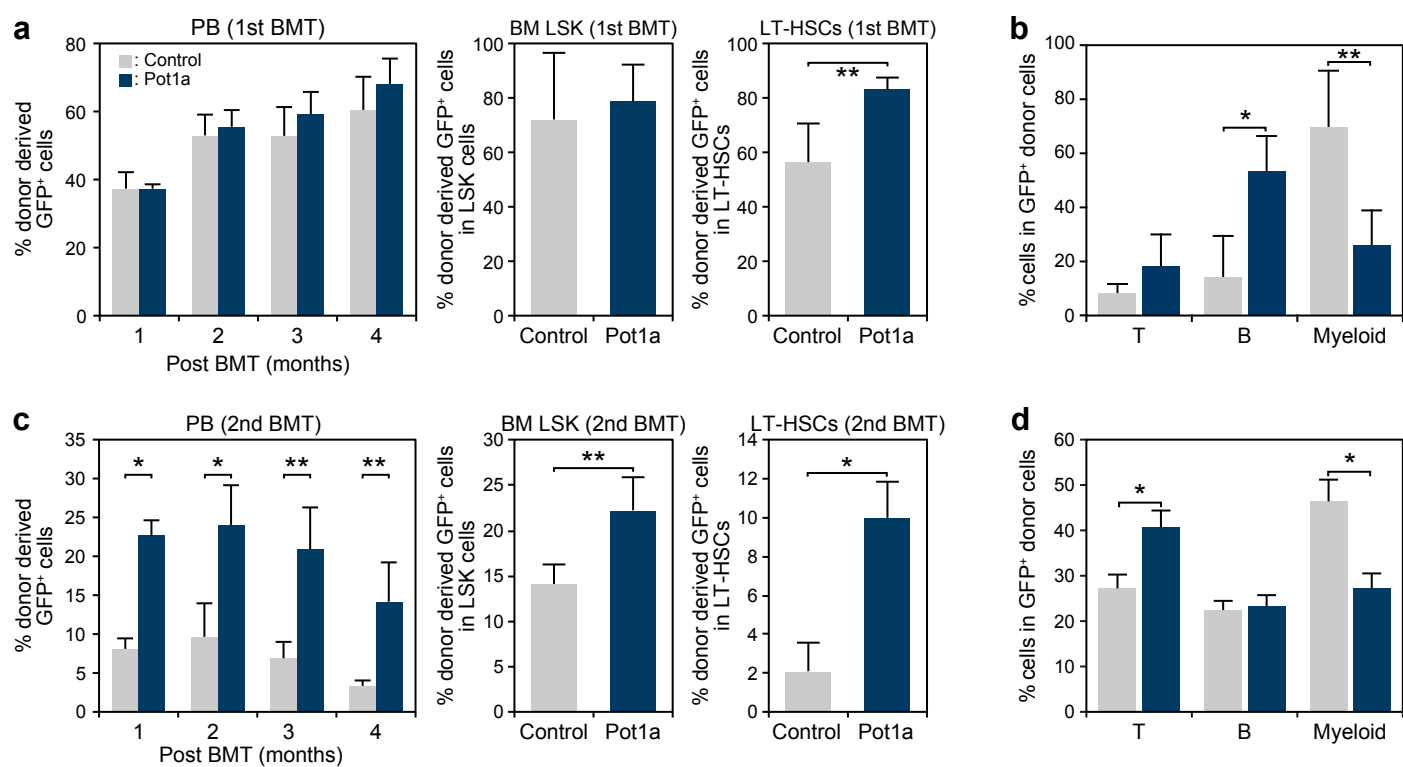 a
PB (1st BMT)
% donor derived
GFP+ cells
80
60
40
20
0
: Control
: Pot1a
1 2 3 4
Post BMT (months)
BM LSK (1st BMT)
% donor derived GFP+ cells
in LSK cells
100
80
60
40
20
0
Control Pot1a
LT-HSCs (1st BMT)
% donor derived GFP+ cells
in LT-HSCs
100
80
60
40
20
0
**
Control Pot1a
b
% cells in GFP+ donor cells
100
80
60
40
20
0
*
**
T B Myeloid
c
PB (2nd BMT)
% donor derived
GFP+ cells
35
30
25
20
15
10
5
0
* * ** **
1 2 3 4
Post BMT (months)
BM LSK (2nd BMT)
% donor derived GFP+ cells
in LSK cells
30
25
20
15
10
5
0
**
Control Pot1a
LT-HSCs (2nd BMT)
% donor derived GFP+ cells
in LT-HSCs
14
12
10
8
6
4
2
0
*
Control Pot1a
d
% cells in GFP+ donor cells
60
50
40
30
20
10
0
* *
T B Myeloid